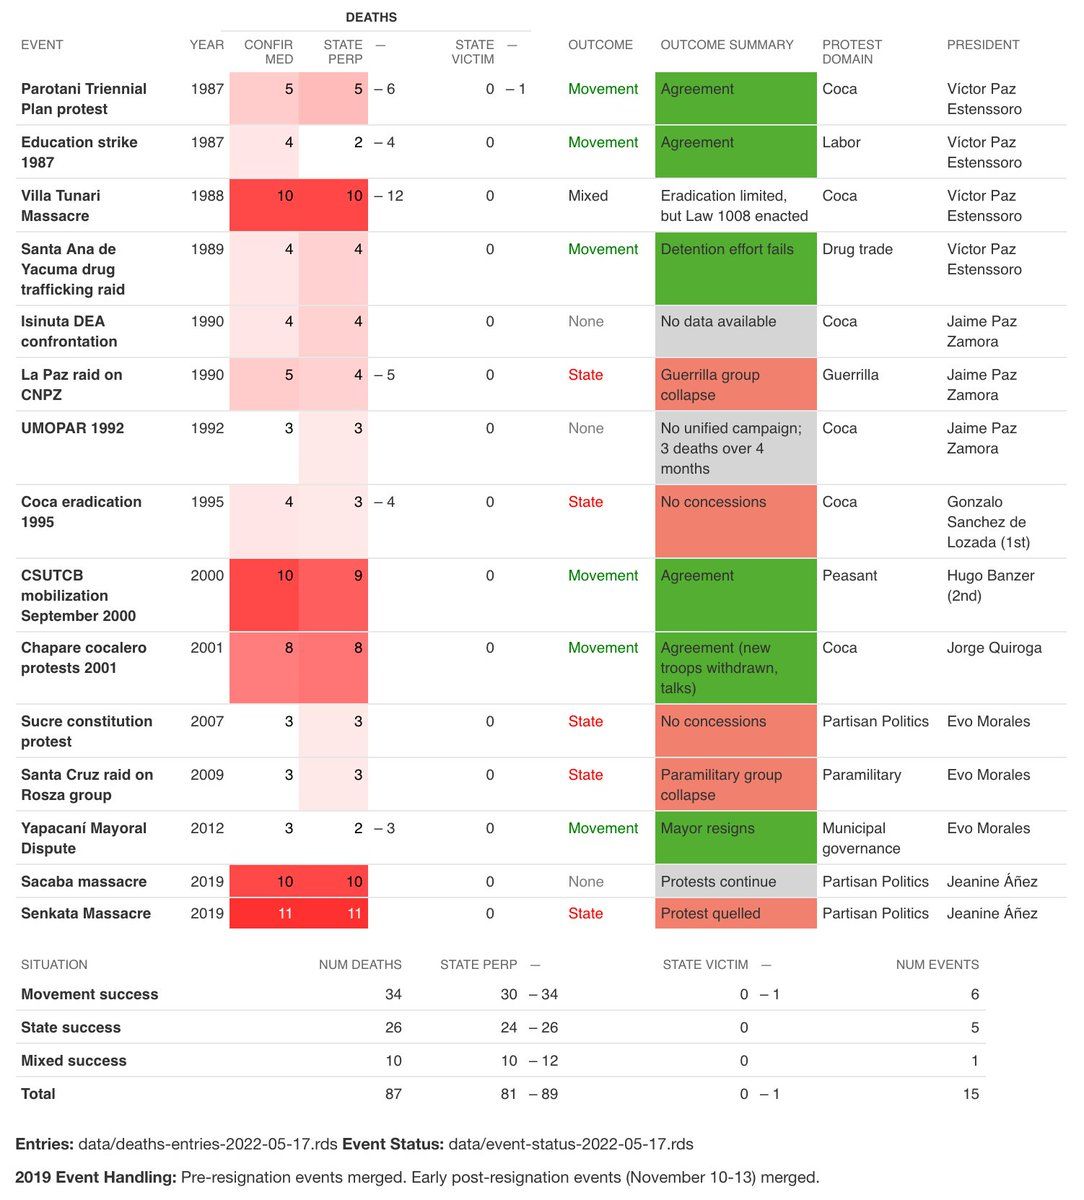 DEATHS
EVENT YEAR CONFIR MED STATE PERP — STATE VICTIM — OUTCOME OUTCOME SUMMARY PROTEST DOMAIN PRESIDENT
Parotani Triennial Plan protest 1987 5 5 – 6 0 – 1 Movement Agreement Coca Víctor Paz Estenssoro
Education strike 1987 1987 4 2 – 4 0 Movement Agreement Labor Víctor Paz Estenssoro
Villa Tunari Massacre 1988 10 10 – 12 0 Mixed Eradication limited, but Law 1008 enacted Coca Víctor Paz Estenssoro
Santa Ana de Yacuma drug trafficking raid 1989 4 4 0 Movement Detention effort fails Drug trade Víctor Paz Estenssoro
Isinuta DEA confrontation 1990 4 4 0 None No data available Coca Jaime Paz Zamora
La Paz raid on CNPZ 1990 5 4 – 5 0 State Guerrilla group collapse Guerrilla Jaime Paz Zamora
UMOPAR 1992 1992 3 3 0 None No unified campaign; 3 deaths over 4 months Coca Jaime Paz Zamora
Coca eradication 1995 1995 4 3 – 4 0 State No concessions Coca Gonzalo Sanchez de Lozada (1st)
CSUTCB mobilization September 2000 2000 10 9 0 Movement Agreement Peasant Hugo Banzer (2nd)
Chapare cocalero protests 2001 2001 8 8 0 Movement Agreement (new troops withdrawn, talks) Coca Jorge Quiroga
Sucre constitution protest 2007 3 3 0 State No concessions Partisan Politics Evo Morales
Santa Cruz raid on Rosza group 2009 3 3 0 State Paramilitary group collapse Paramilitary Evo Morales
Yapacaní Mayoral Dispute 2012 3 2 – 3 0 Movement Mayor resigns Municipal governance Evo Morales
Sacaba massacre 2019 10 10 0 None Protests continue Partisan Politics Jeanine Áñez
Senkata Massacre 2019 11 11 0 State Protest quelled Partisan Politics Jeanine Áñez
SITUATION NUM DEATHS STATE PERP — STATE VICTIM — NUM EVENTS
Movement success 34 30 – 34 0 – 1 6
State success 26 24 – 26 0 5
Mixed success 10 10 – 12 0 1
Total 87 81 – 89 0 – 1 15
Entries: data/deaths-entries-2022-05-17.rds Event Status: data/event-status-2022-05-17.rds
2019 Event Handling: Pre-resignation events merged. Early post-resignation events (November 10-13) merged.